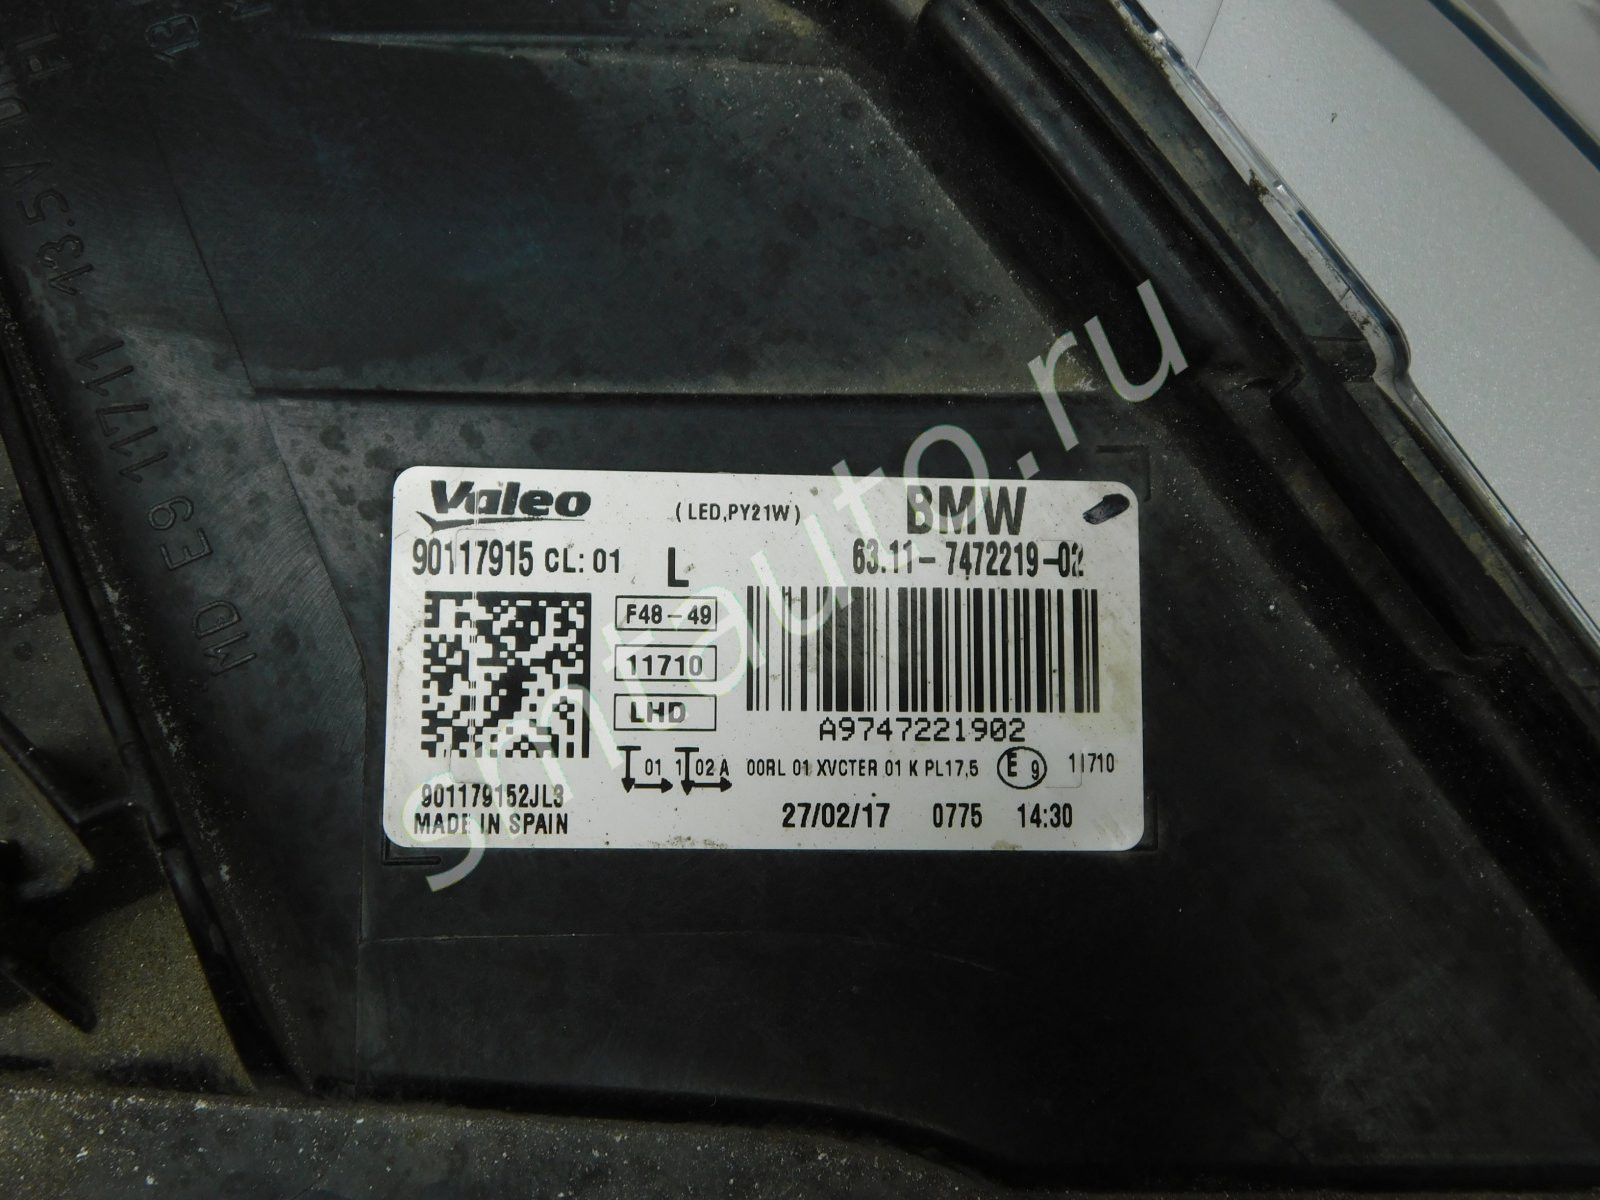 Valeo
(LED,PY21W)
BMW
90117915 CL: 01
L
63.11-7472219-02
F48-49
11710
LHD
A9747221902
01 1 02A
00RL 01 XVCTER 01 K PL17,5
E9
11710
901179152JL3
MADE IN SPAIN
27/02/17 0775 14:30
MD E9 11711 13.5V
smtauto.ru